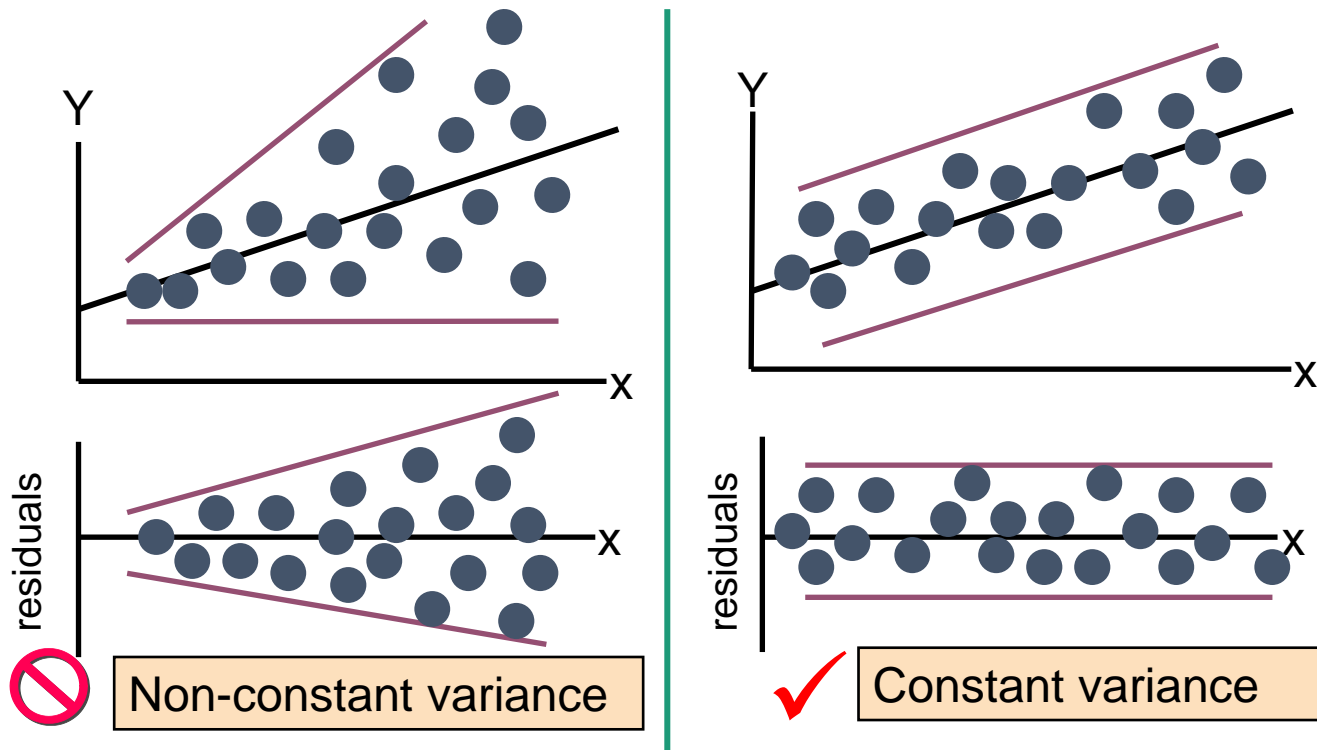 Y
x
residuals
x
Non-constant variance
Y
x
residuals
x
Constant variance